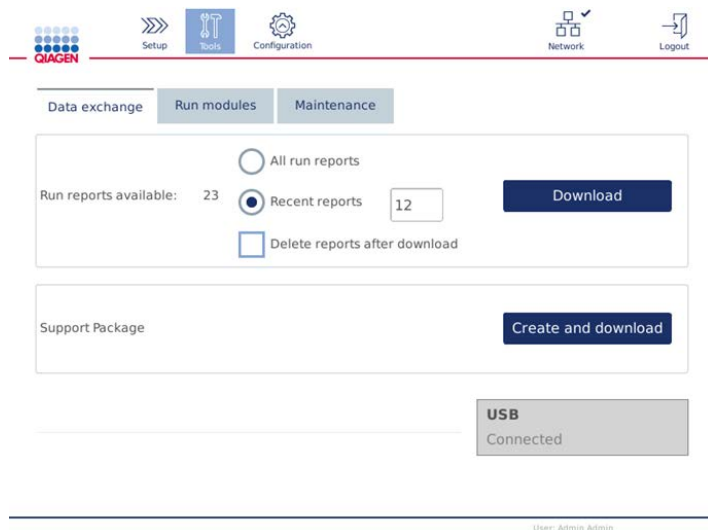 QIAGEN
Setup
Tools
Configuration
Network
Logout
Data exchange
Run modules
Maintenance
All run reports
Run reports available: 23
Recent reports 12
Download
Delete reports after download
Support Package
Create and download
USB
Connected
User: Admin Admin